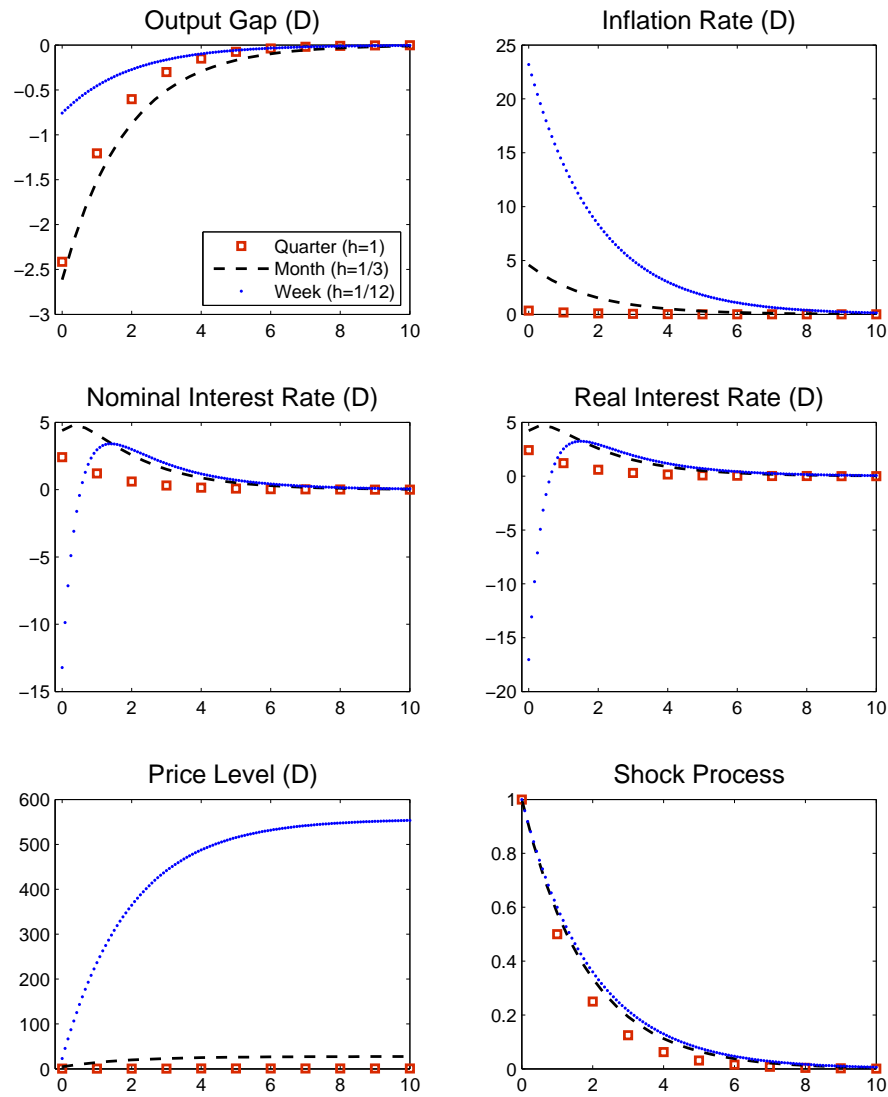 Output Gap (D)
0
−0.5
−1
−1.5
−2
−2.5
−3
0 2 4 6 8 10
Quarter (h=1)
Month (h=1/3)
Week (h=1/12)
Inflation Rate (D)
25
20
15
10
5
0
0 2 4 6 8 10
Nominal Interest Rate (D)
5
0
−5
−10
−15
0 2 4 6 8 10
Real Interest Rate (D)
5
0
−5
−10
−15
−20
0 2 4 6 8 10
Price Level (D)
600
500
400
300
200
100
0
0 2 4 6 8 10
Shock Process
1
0.8
0.6
0.4
0.2
0
0 2 4 6 8 10